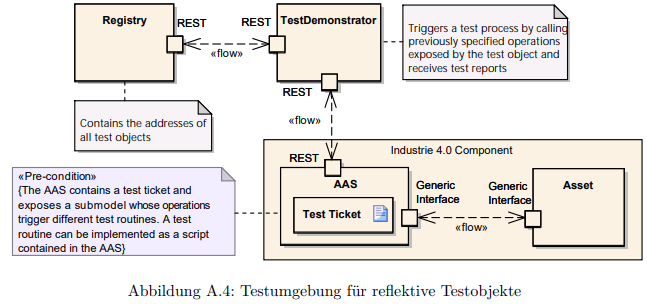 Registry
REST
REST
TestDemonstrator
«flow»
Triggers a test process by calling
previously specified operations
exposed by the test object and
receives test reports
Contains the addresses of
all test objects
REST
«flow»
Industrie 4.0 Component
REST
«Pre-condition»
{The AAS contains a test ticket and
exposes a submodel whose operations
trigger different test routines. A test
routine can be implemented as a script
contained in the AAS}
AAS
Test Ticket
Generic
Interface
Generic
Interface
«flow»
Asset
Abbildung A.4: Testumgebung für reflektive Testobjekte